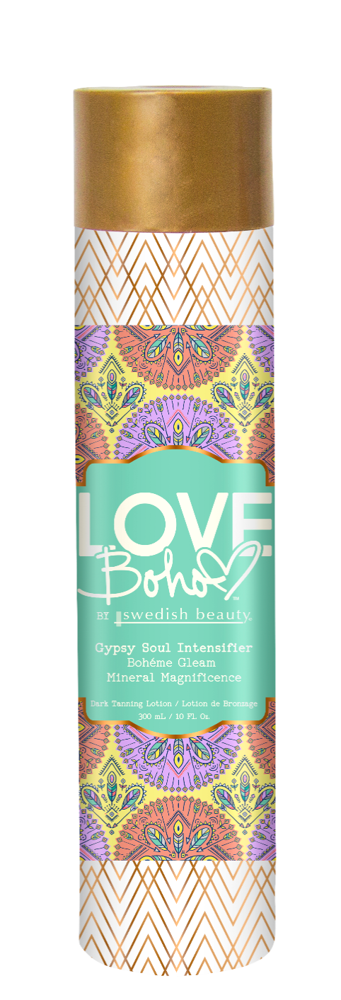 LOVE
Boho
™
BY swedish beauty®
Gypsy Soul Intensifier
Bohéme Gleam
Mineral Magnificence
Dark Tanning Lotion / Lotion de Bronzage
300 mL / 10 Fl. Oz.